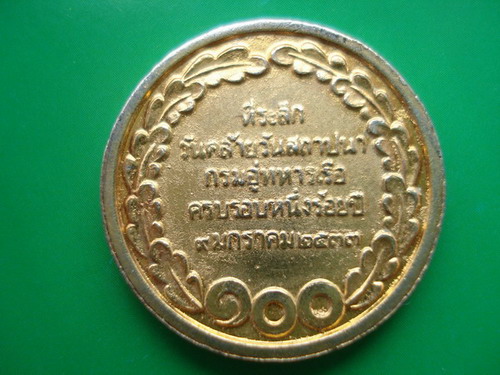 ที่ระลึก
วันคล้ายวันสถาปนา
กรมอู่ทหารเรือ
ครบรอบหนึ่งร้อยปี
๙ มกราคม ๒๕๓๓
๑๐๐